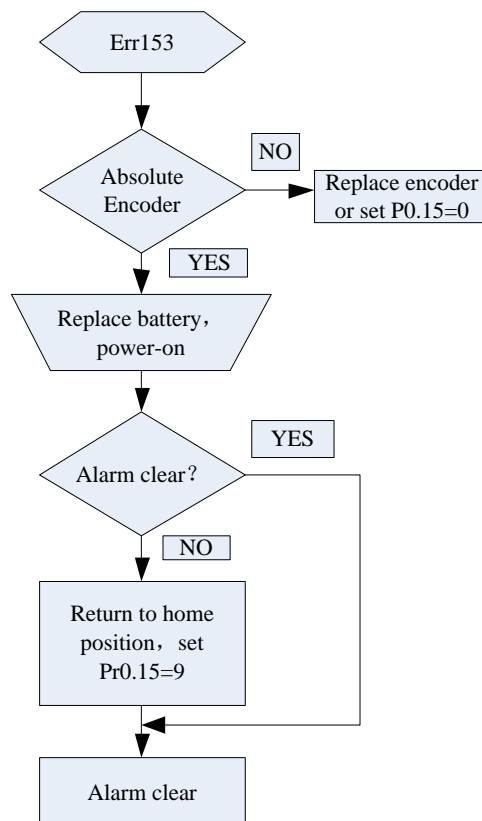 Err153
Absolute
Encoder
NO
Replace encoder
or set P0.15=0
YES
Replace battery，
power-on
Alarm clear？
YES
NO
Return to home
position，set
Pr0.15=9
Alarm clear